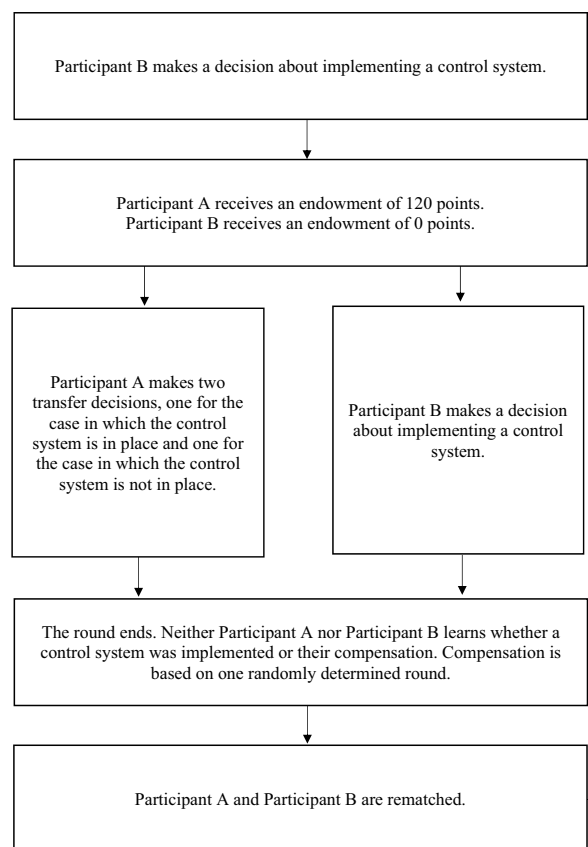 Participant B makes a decision about implementing a control system.
Participant A receives an endowment of 120 points.
Participant B receives an endowment of 0 points.
Participant A makes two
transfer decisions, one for the
case in which the control
system is in place and one for
the case in which the control
system is not in place.
Participant B makes a decision
about implementing a control
system.
The round ends. Neither Participant A nor Participant B learns whether a
control system was implemented or their compensation. Compensation is
based on one randomly determined round.
Participant A and Participant B are rematched.